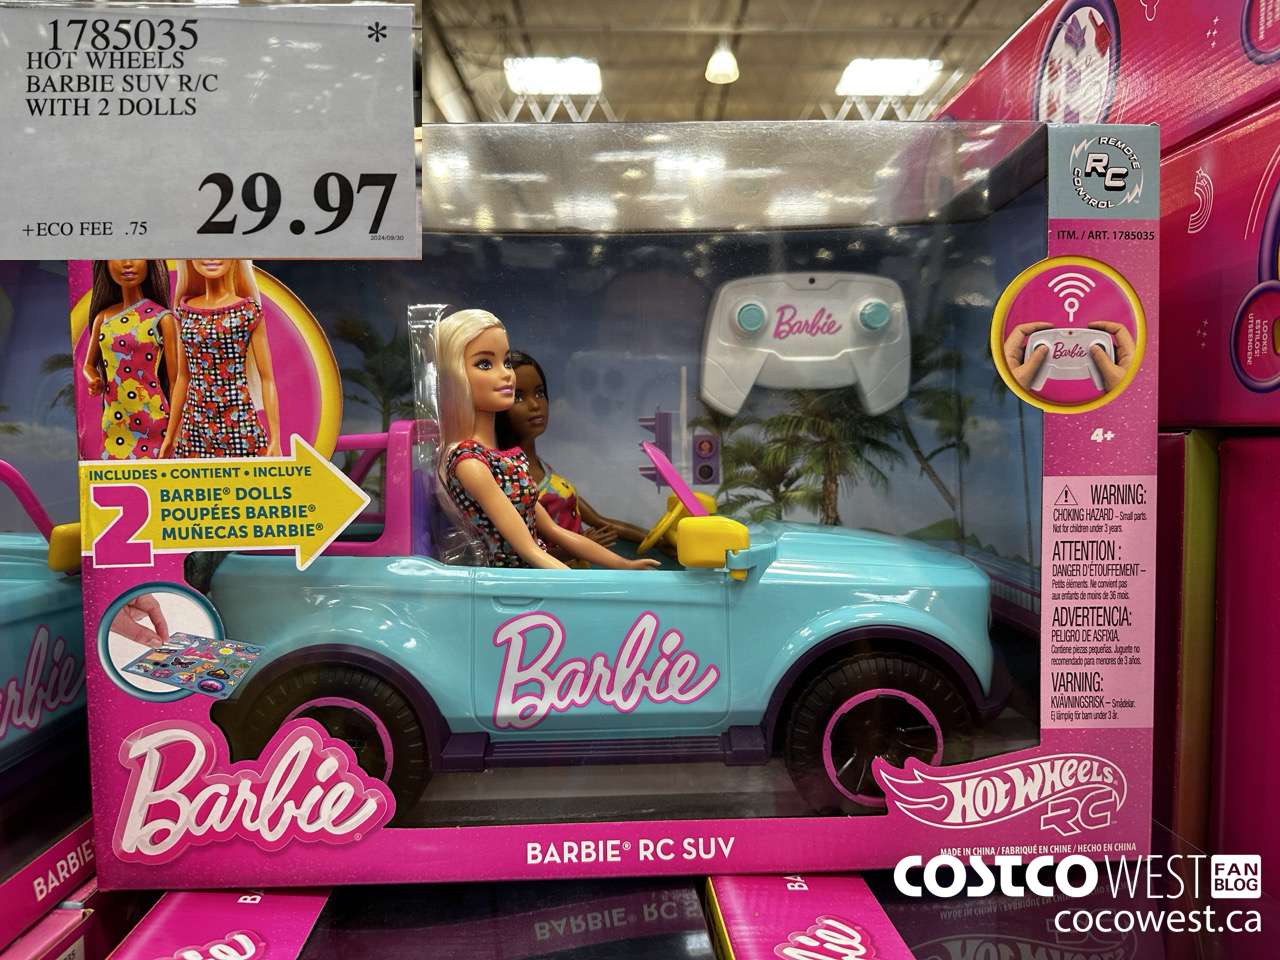 1785035 *
HOT WHEELS
BARBIE SUV R/C
WITH 2 DOLLS
29.97
+ECO FEE .75
2024/09/30
REMOTE
RC
CONTROL
ITM. / ART. 1785035
Barbie
Barbie
4+
INCLUDES • CONTIENT • INCLUYE
2
BARBIE® DOLLS
POUPÉES BARBIE®
MUÑECAS BARBIE®
WARNING:
CHOKING HAZARD – Small parts.
Not for children under 3 years.
ATTENTION :
DANGER D'ÉTOUFFEMENT –
Petits éléments. Ne convient pas
aux enfants de moins de 36 mois.
ADVERTENCIA:
PELIGRO DE ASFIXIA.
Contiene piezas pequeñas. Juguete no
recomendado para menores de 3 años.
VARNING:
KVÄVNINGSRISK – Smådelar.
Ej lämplig för barn under 3 år.
Barbie
Barbie®
HOT WHEELS
RC
BARBIE® RC SUV
MADE IN CHINA / FABRIQUÉ EN CHINE / HECHO EN CHINA
BARBIE
LOOKS!
ESTILOS!
UTSEENDEN!
COSTCO WEST FAN BLOG
cocowest.ca